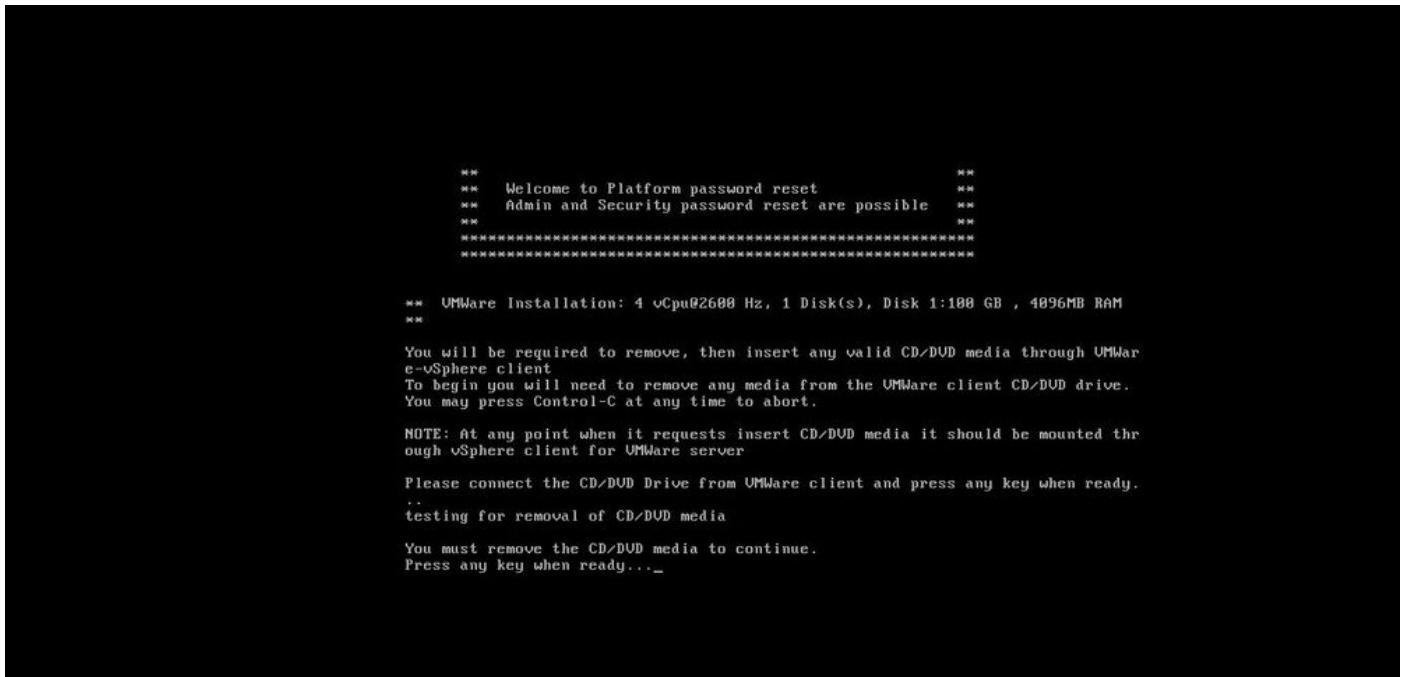 ** **
** Welcome to Platform password reset **
** Admin and Security password reset are possible **
** **
********************************************************
********************************************************
** VMWare Installation: 4 vCpu@2600 Hz, 1 Disk(s), Disk 1:100 GB , 4096MB RAM
**
You will be required to remove, then insert any valid CD/DVD media through VMWar
e-vSphere client
To begin you will need to remove any media from the VMWare client CD/DVD drive.
You may press Control-C at any time to abort.
NOTE: At any point when it requests insert CD/DVD media it should be mounted thr
ough vSphere client for VMWare server
Please connect the CD/DVD Drive from VMWare client and press any key when ready.
..
testing for removal of CD/DVD media
You must remove the CD/DVD media to continue.
Press any key when ready..._